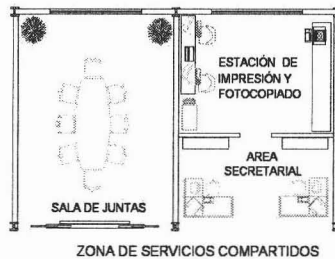 ESTACIÓN DE
IMPRESIÓN Y
FOTOCOPIADO
AREA
SECRETARIAL
SALA DE JUNTAS
ZONA DE SERVICIOS COMPARTIDOS